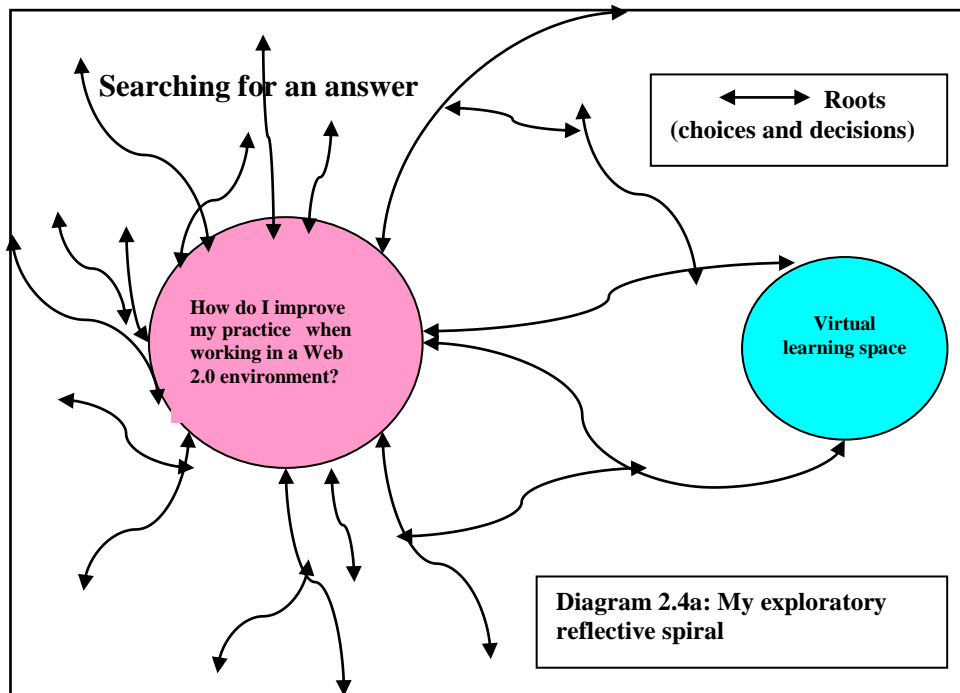 Searching for an answer
Roots
(choices and decisions)
How do I improve
my practice when
working in a Web
2.0 environment?
Virtual
learning space
Diagram 2.4a: My exploratory
reflective spiral